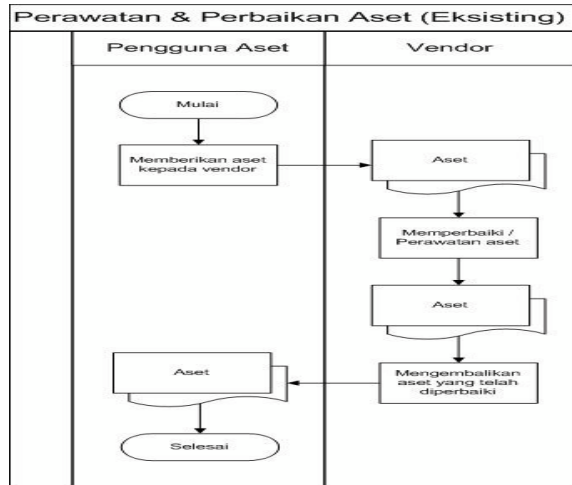 Perawatan & Perbaikan Aset (Eksisting)
Pengguna Aset
Vendor
Mulai
Memberikan aset
kepada vendor
Aset
Memperbaiki /
Perawatan aset
Aset
Mengembalikan
aset yang telah
diperbaiki
Aset
Selesai